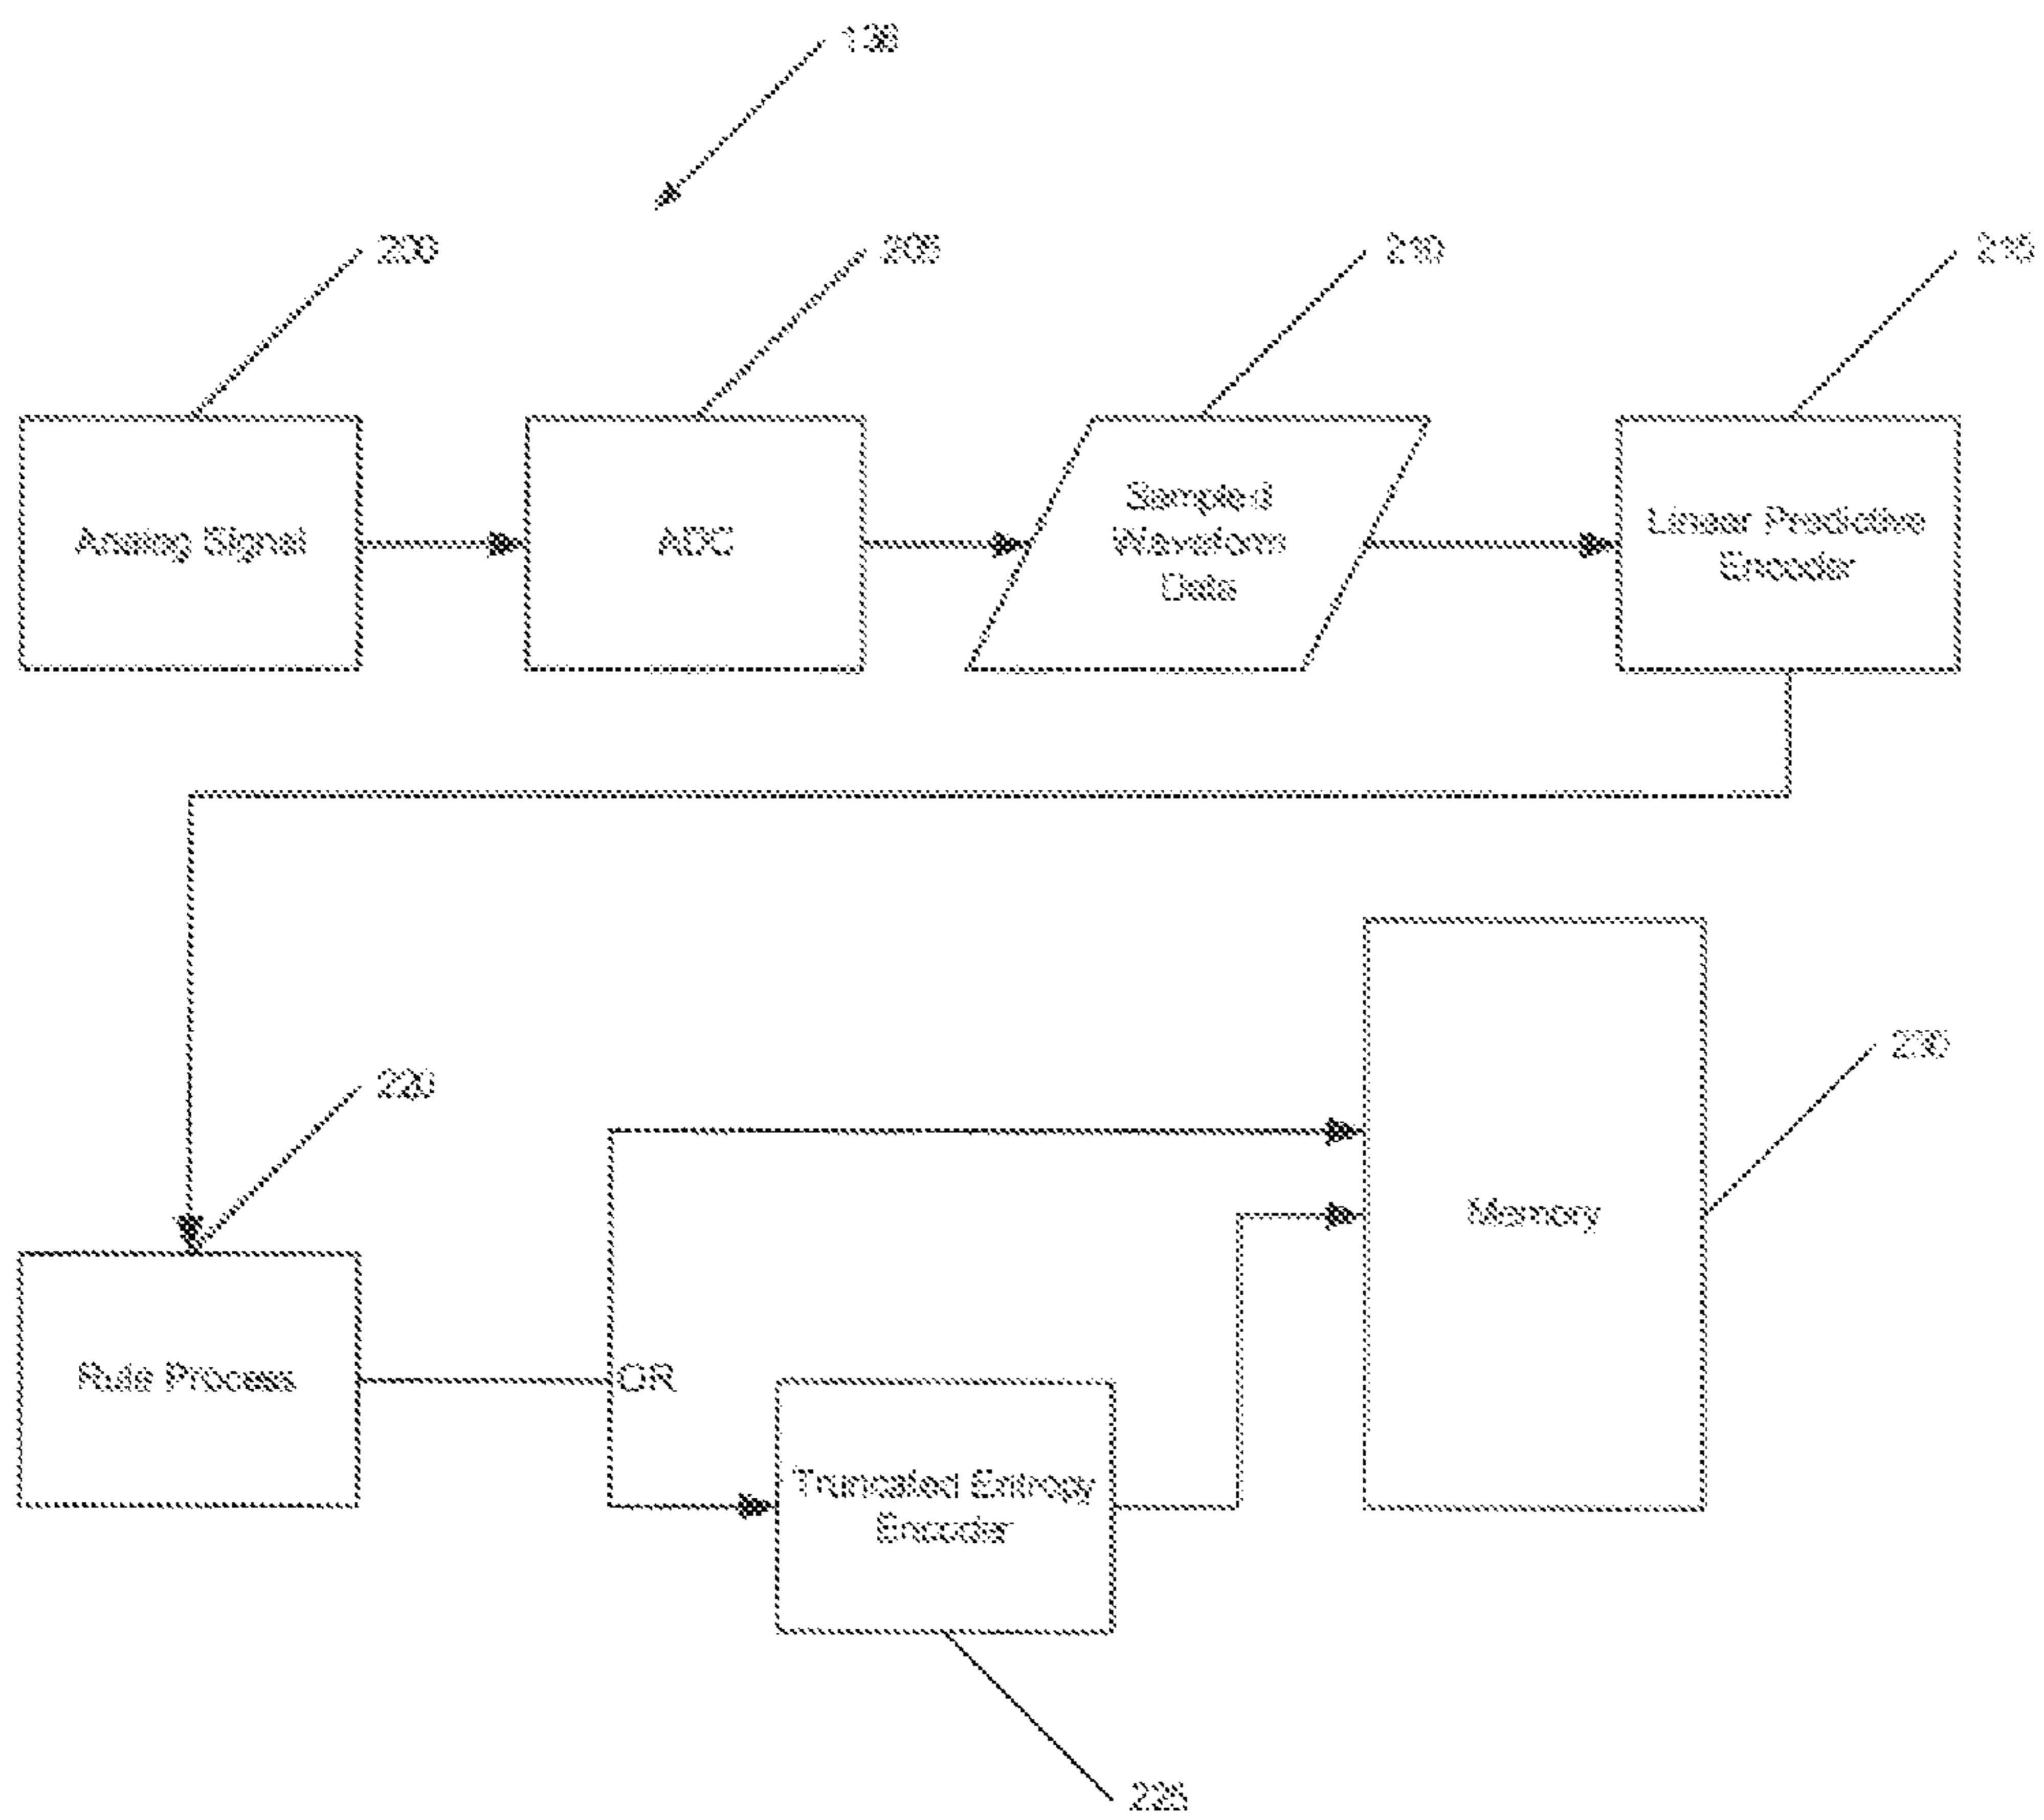 200
205
210
215
Analog Signal
ADC
Sampled
Waveform
Data
Linear Predictive
Encoder
220
230
Memory
Rule Process
OR
Truncated Entropy
Encoder
225